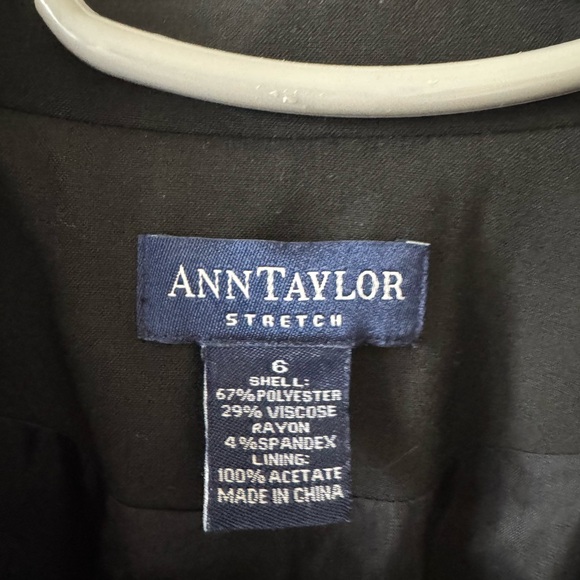 ANNTAYLOR
STRETCH
6
SHELL:
67%POLYESTER
29% VISCOSE
RAYON
4%SPANDEX
LINING:
100% ACETATE
MADE IN CHINA